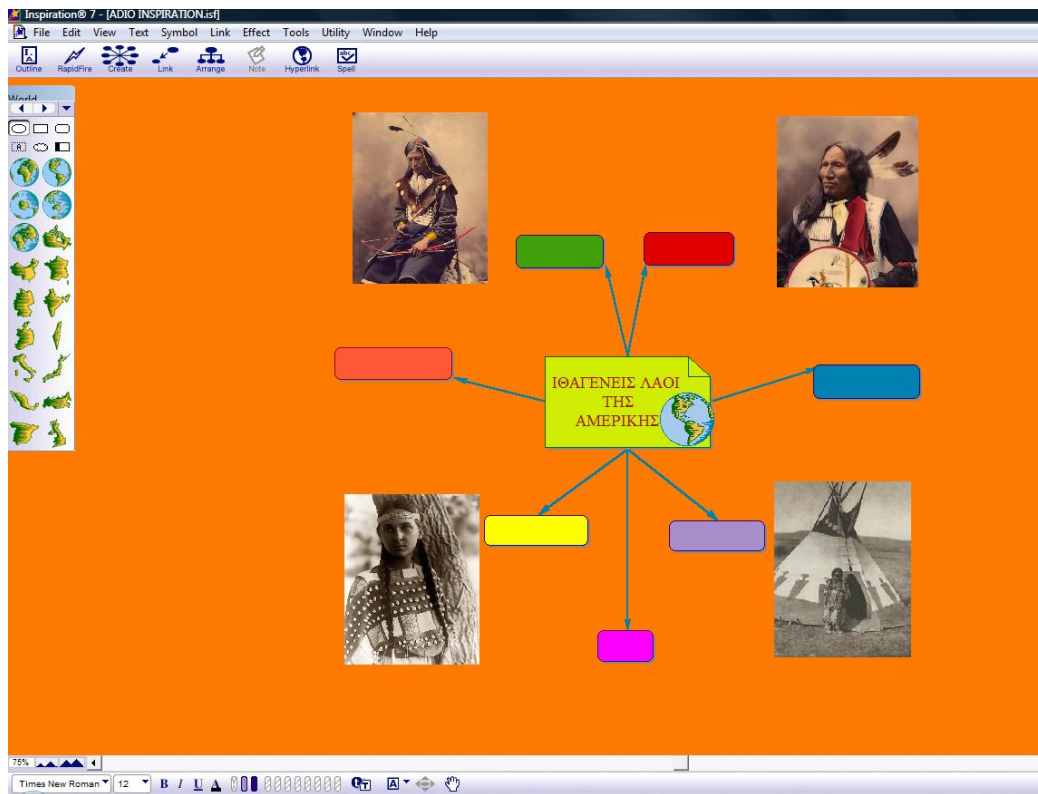 Inspiration® 7 - [ADIO INSPIRATION.isf]
File Edit View Text Symbol Link Effect Tools Utility Window Help
Outline RapidFire Create Link Arrange Note Hyperlink Spell
World
ΙΘΑΓΕΝΕΙΣ ΛΑΟΙ
ΤΗΣ
ΑΜΕΡΙΚΗΣ
75%
Times New Roman 12 B I U A A